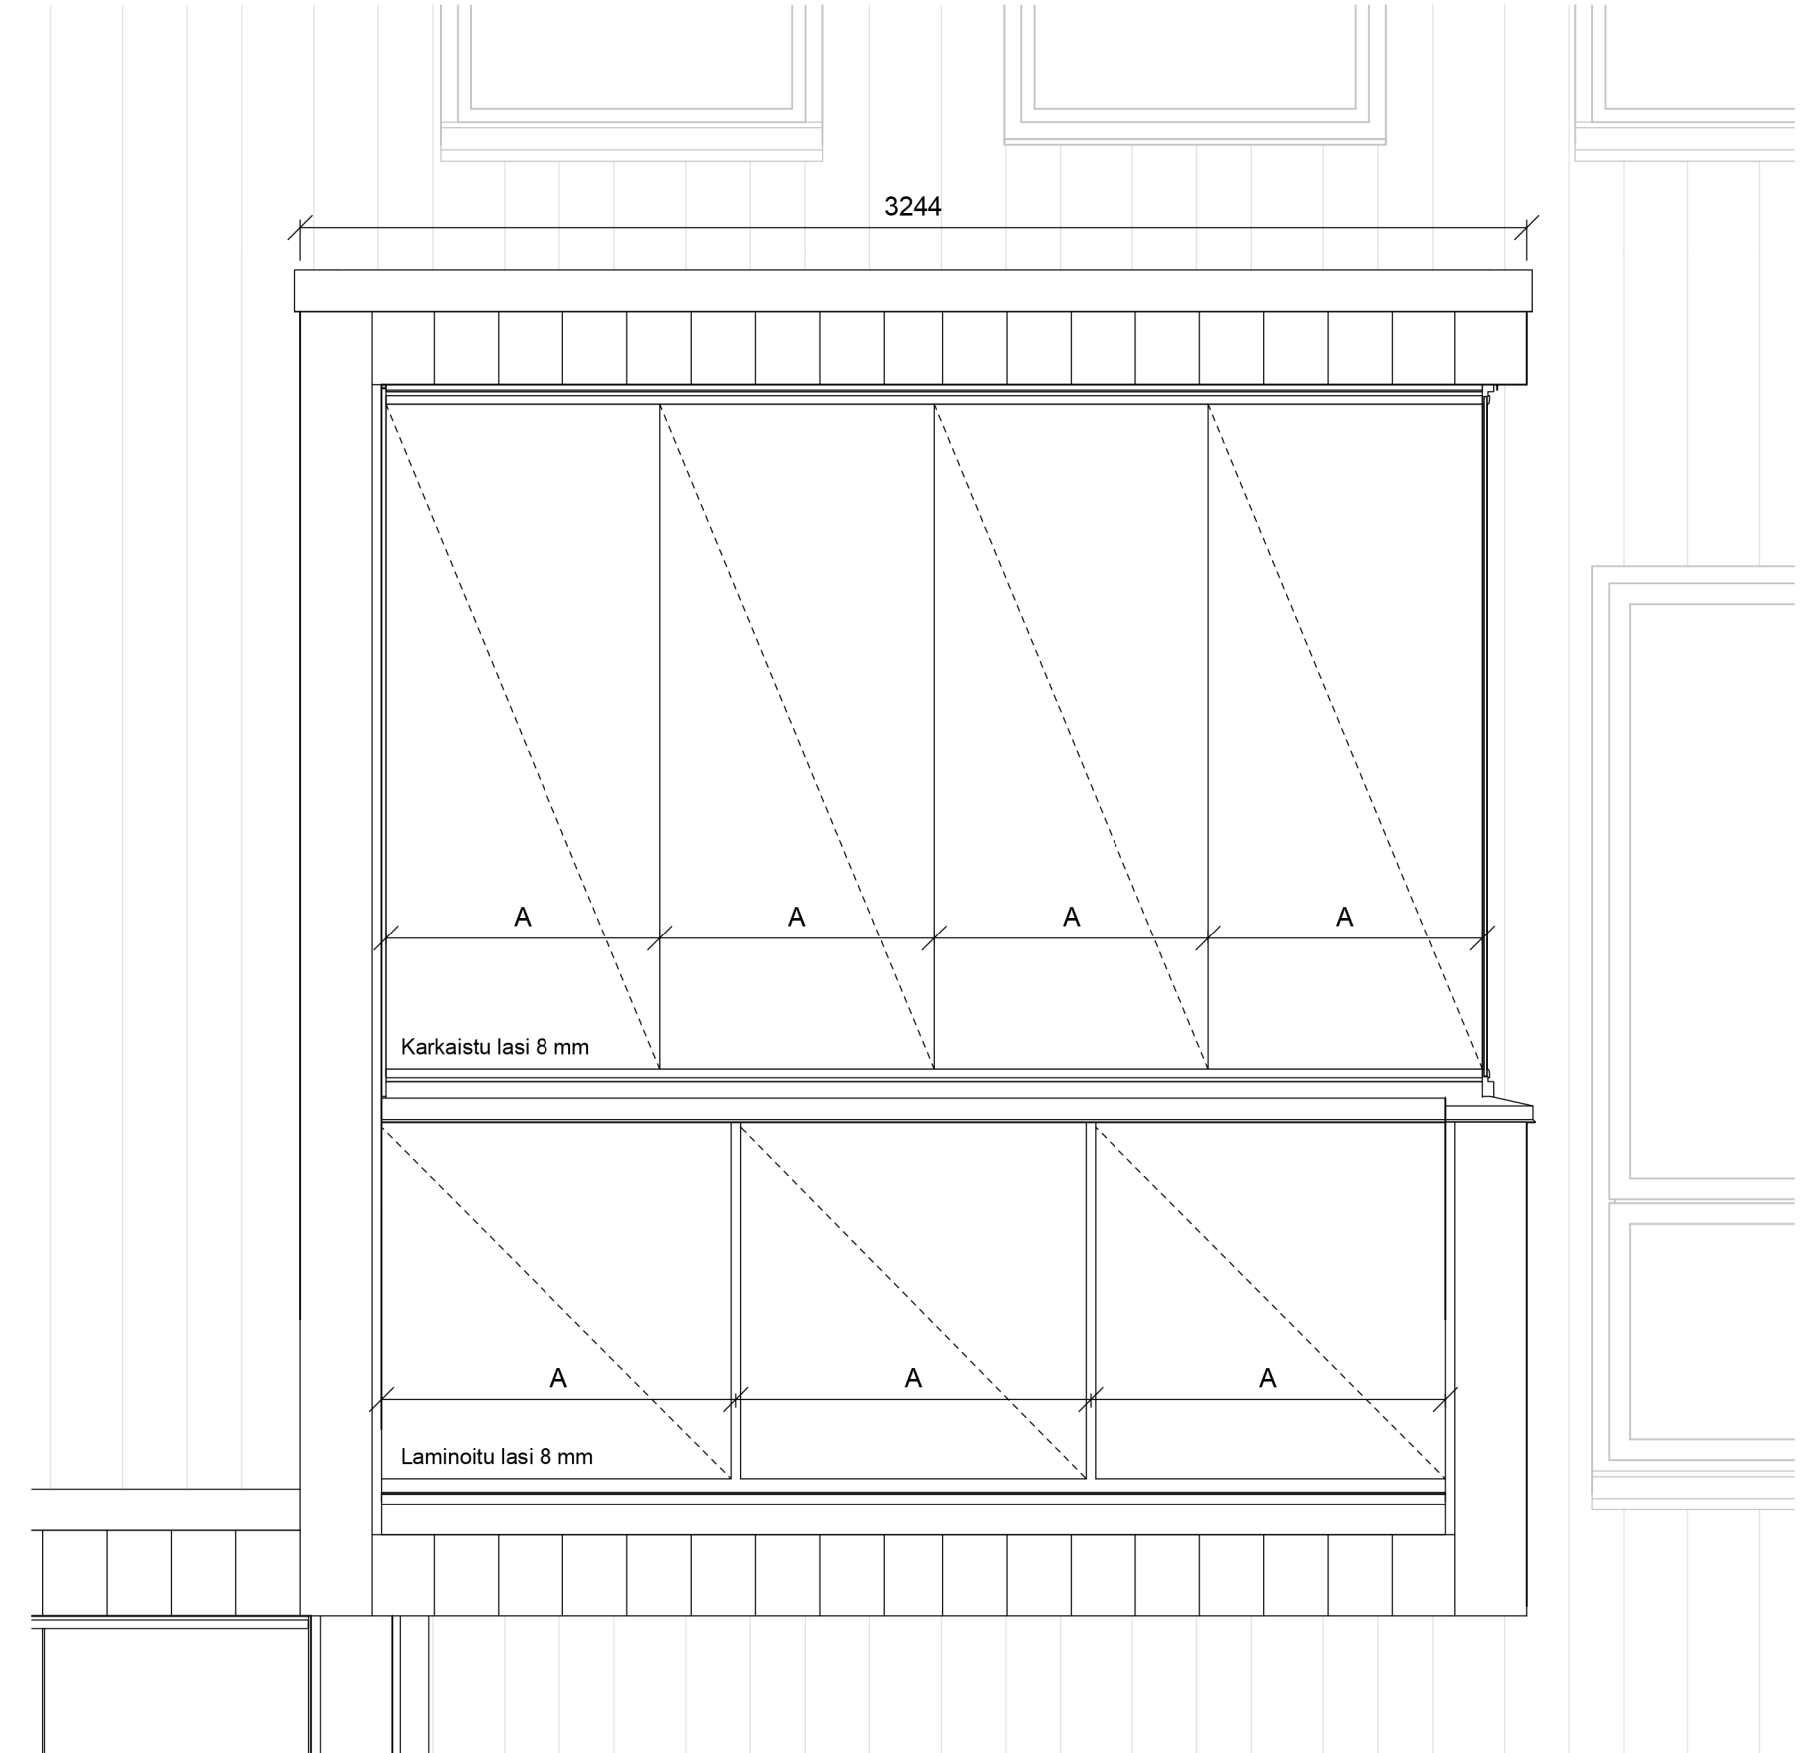 3244
A A A A
Karkaistu lasi 8 mm
A A A
Laminoitu lasi 8 mm